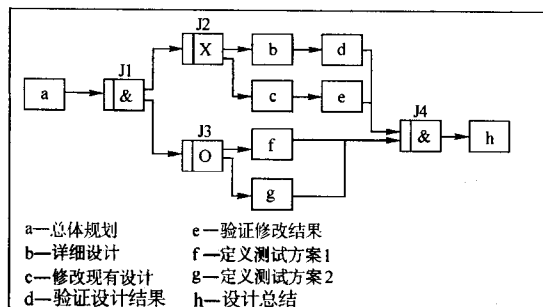 J2
X
b
d
J1
a
&
c
e
J4
&
h
J3
O
f
g
a—总体规划
e—验证修改结果
b—详细设计
f—定义测试方案1
c—修改现有设计
g—定义测试方案2
d—验证设计结果
h—设计总结